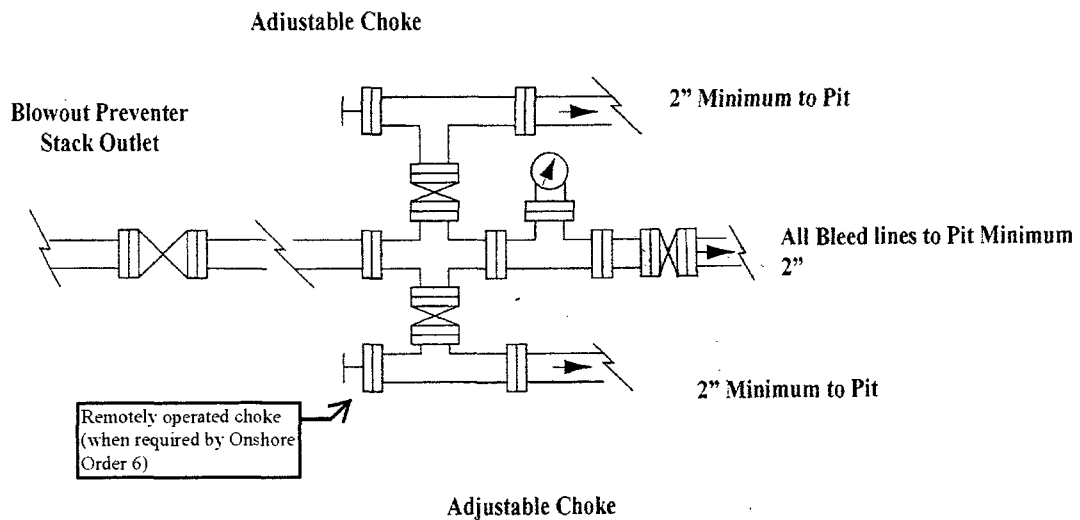 Adjustable Choke
Blowout Preventer
Stack Outlet
2" Minimum to Pit
All Bleed lines to Pit Minimum
2"
2" Minimum to Pit
Remotely operated choke
(when required by Onshore
Order 6)
Adjustable Choke